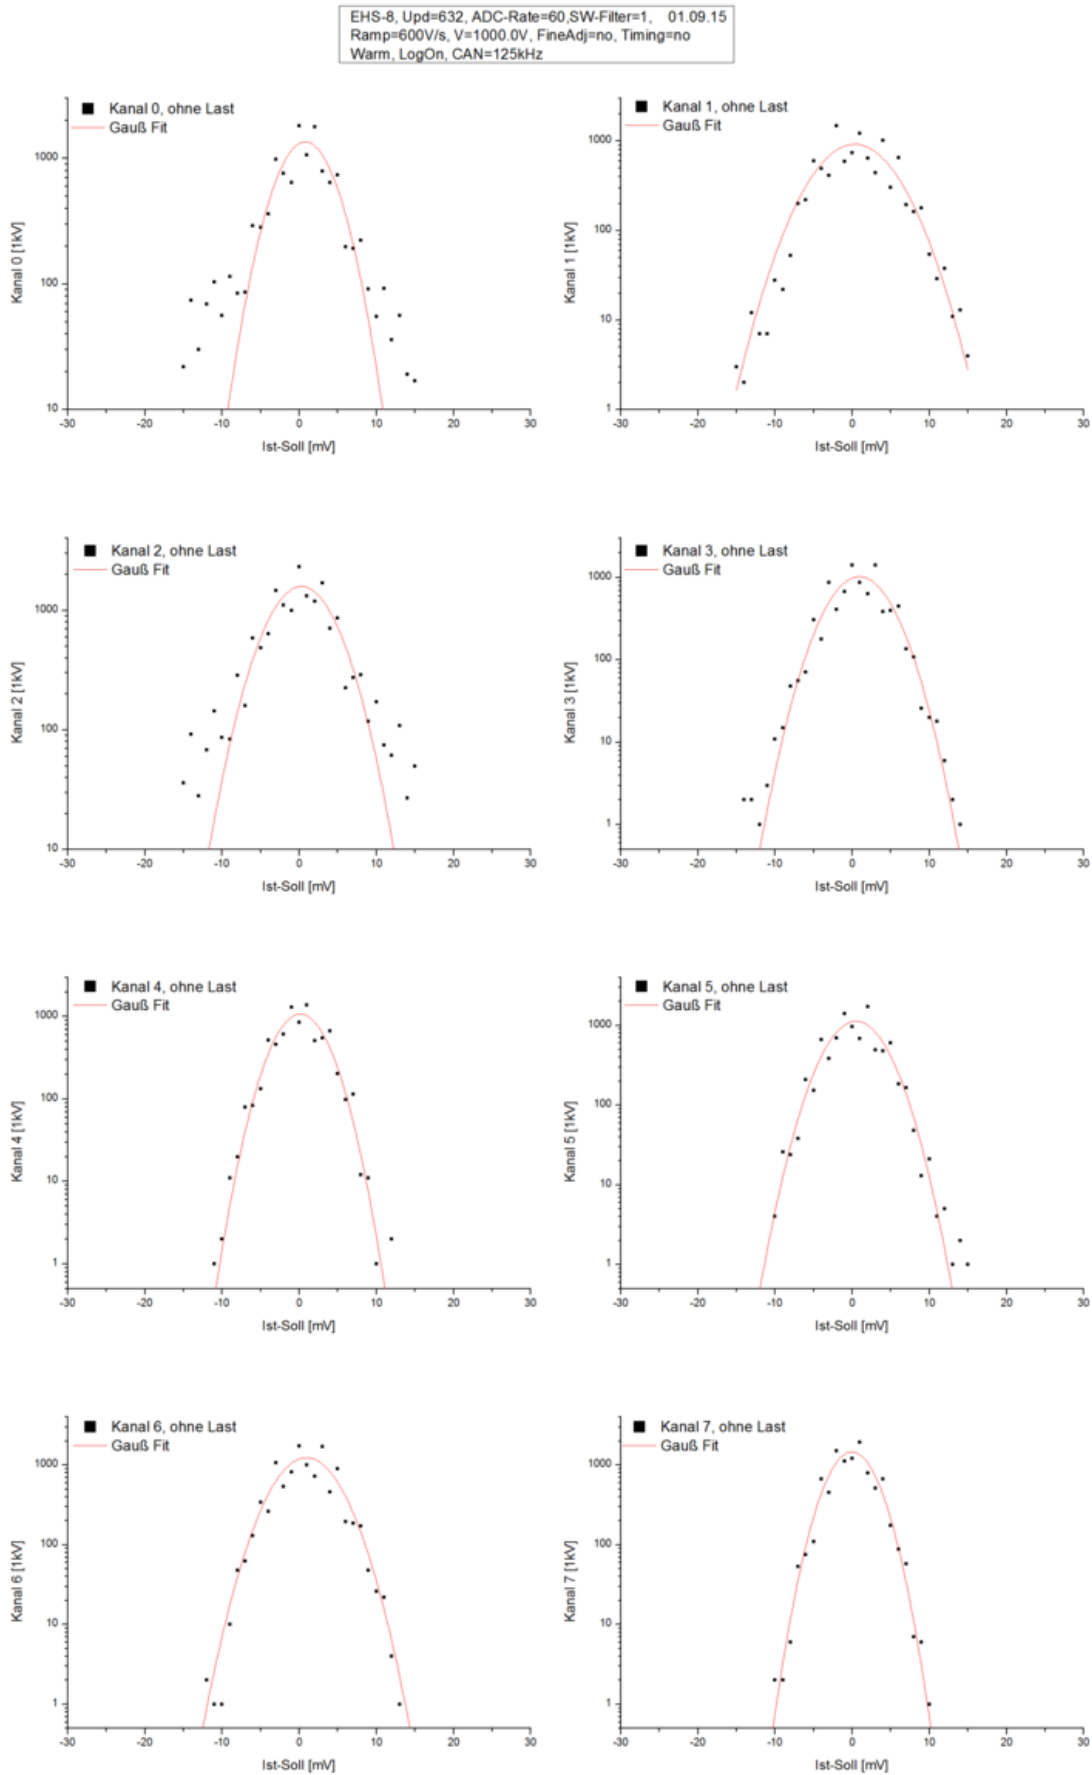 EHS-8, Upd=632, ADC-Rate=60,SW-Filter=1, 01.09.15
Ramp=600V/s, V=1000.0V, FineAdj=no, Timing=no
Warm, LogOn, CAN=125kHz
Kanal 0, ohne Last
Gauß Fit
1000
100
10
Kanal 0 [1kV]
-30 -20 -10 0 10 20 30
Ist-Soll [mV]
Kanal 1, ohne Last
Gauß Fit
1000
100
10
1
Kanal 1 [1kV]
-30 -20 -10 0 10 20 30
Ist-Soll [mV]
Kanal 2, ohne Last
Gauß Fit
1000
100
10
Kanal 2 [1kV]
-30 -20 -10 0 10 20 30
Ist-Soll [mV]
Kanal 3, ohne Last
Gauß Fit
1000
100
10
1
Kanal 3 [1kV]
-30 -20 -10 0 10 20 30
Ist-Soll [mV]
Kanal 4, ohne Last
Gauß Fit
1000
100
10
1
Kanal 4 [1kV]
-30 -20 -10 0 10 20 30
Ist-Soll [mV]
Kanal 5, ohne Last
Gauß Fit
1000
100
10
1
Kanal 5 [1kV]
-30 -20 -10 0 10 20 30
Ist-Soll [mV]
Kanal 6, ohne Last
Gauß Fit
1000
100
10
1
Kanal 6 [1kV]
-30 -20 -10 0 10 20 30
Ist-Soll [mV]
Kanal 7, ohne Last
Gauß Fit
1000
100
10
1
Kanal 7 [1kV]
-30 -20 -10 0 10 20 30
Ist-Soll [mV]